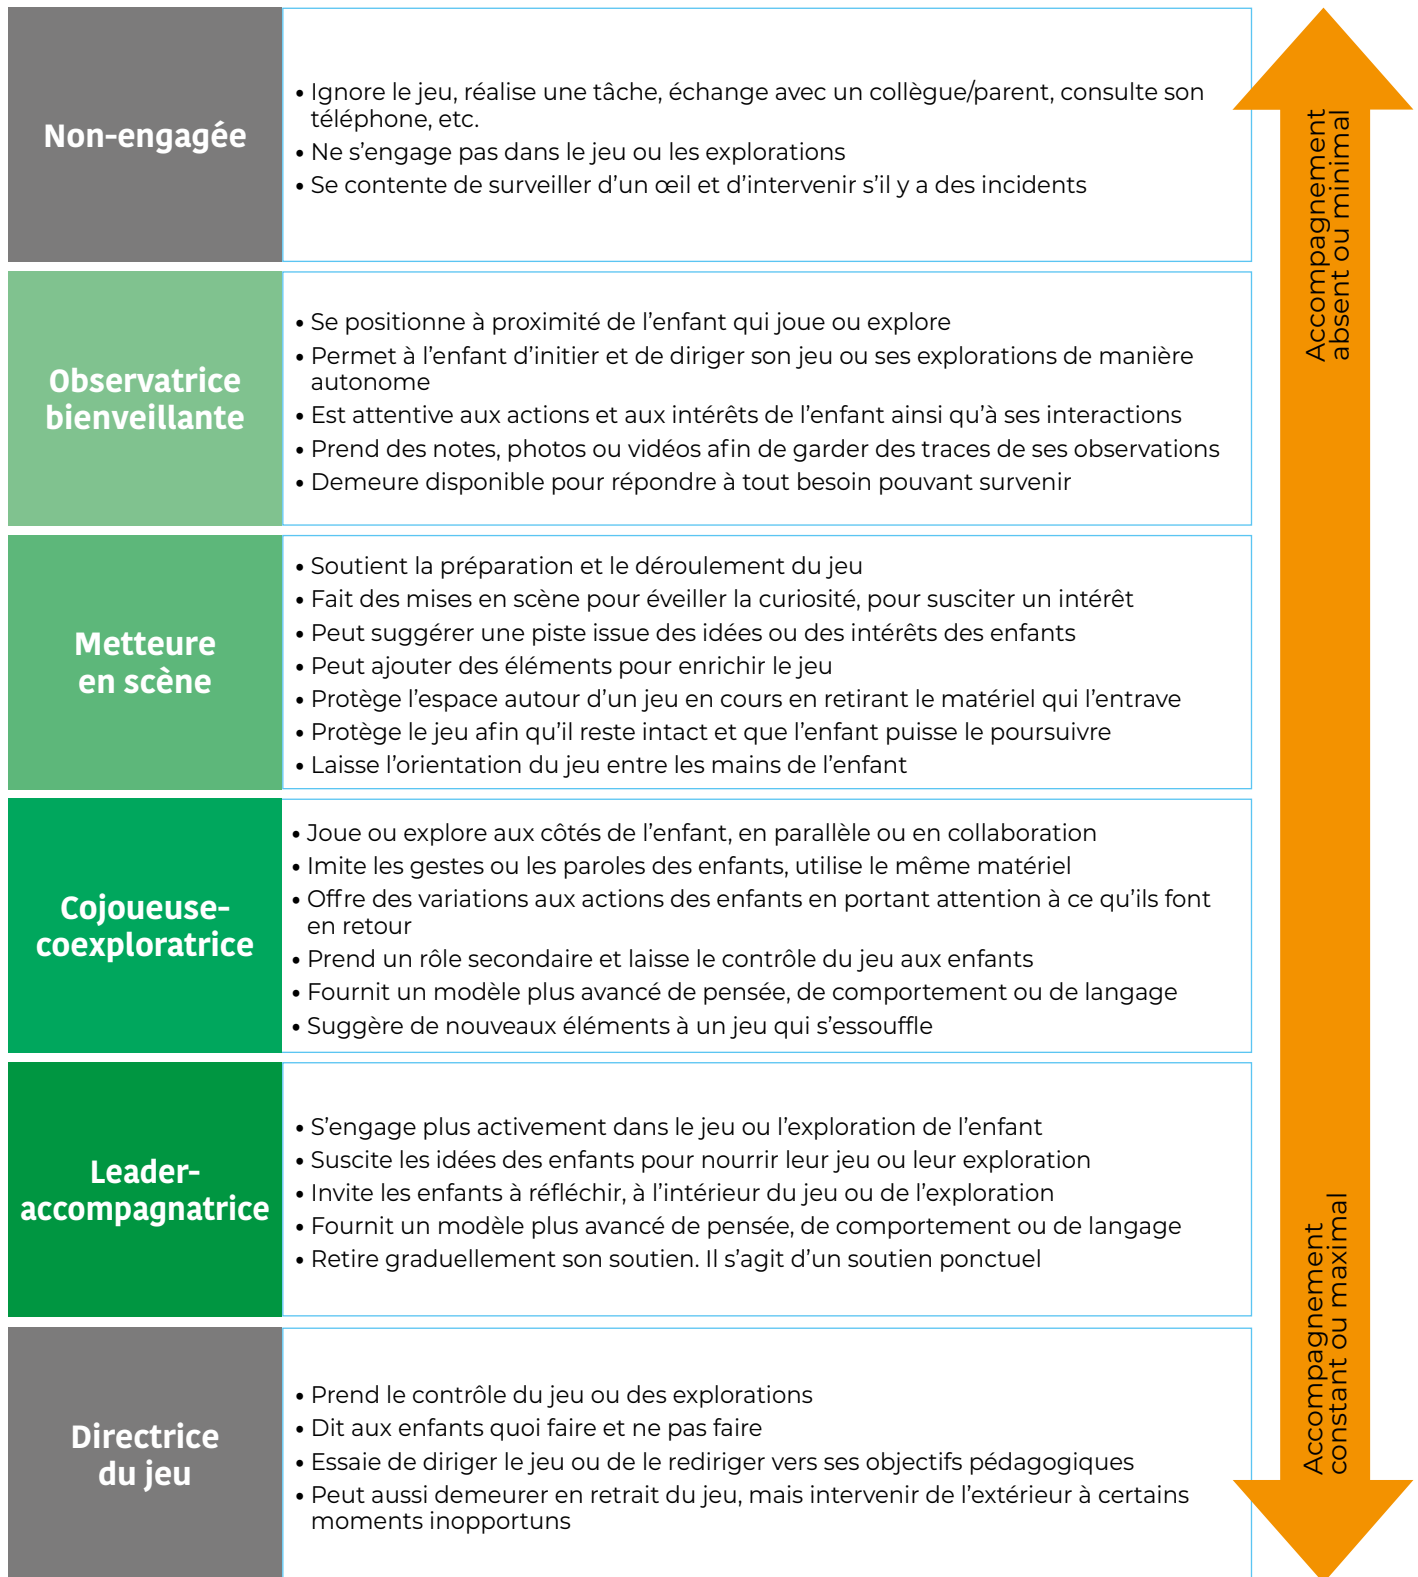 Non-engagée
• Ignore le jeu, réalise une tâche, échange avec un collègue/parent, consulte son
téléphone, etc.
• Ne s’engage pas dans le jeu ou les explorations
• Se contente de surveiller d’un œil et d’intervenir s’il y a des incidents
Accompagnement
absent ou minimal
Observatrice
bienveillante
• Se positionne à proximité de l’enfant qui joue ou explore
• Permet à l’enfant d’initier et de diriger son jeu ou ses explorations de manière
autonome
• Est attentive aux actions et aux intérêts de l’enfant ainsi qu’à ses interactions
• Prend des notes, photos ou vidéos afin de garder des traces de ses observations
• Demeure disponible pour répondre à tout besoin pouvant survenir
Metteure
en scène
• Soutient la préparation et le déroulement du jeu
• Fait des mises en scène pour éveiller la curiosité, pour susciter un intérêt
• Peut suggérer une piste issue des idées ou des intérêts des enfants
• Peut ajouter des éléments pour enrichir le jeu
• Protège l’espace autour d’un jeu en cours en retirant le matériel qui l’entrave
• Protège le jeu afin qu’il reste intact et que l’enfant puisse le poursuivre
• Laisse l’orientation du jeu entre les mains de l’enfant
Cojoueuse-
coexploratrice
• Joue ou explore aux côtés de l’enfant, en parallèle ou en collaboration
• Imite les gestes ou les paroles des enfants, utilise le même matériel
• Offre des variations aux actions des enfants en portant attention à ce qu’ils font
en retour
• Prend un rôle secondaire et laisse le contrôle du jeu aux enfants
• Fournit un modèle plus avancé de pensée, de comportement ou de langage
• Suggère de nouveaux éléments à un jeu qui s’essouffle
Leader-
accompagnatrice
• S’engage plus activement dans le jeu ou l’exploration de l’enfant
• Suscite les idées des enfants pour nourrir leur jeu ou leur exploration
• Invite les enfants à réfléchir, à l’intérieur du jeu ou de l’exploration
• Fournit un modèle plus avancé de pensée, de comportement ou de langage
• Retire graduellement son soutien. Il s’agit d’un soutien ponctuel
Accompagnement
constant ou maximal
Directrice
du jeu
• Prend le contrôle du jeu ou des explorations
• Dit aux enfants quoi faire et ne pas faire
• Essaie de diriger le jeu ou de le rediriger vers ses objectifs pédagogiques
• Peut aussi demeurer en retrait du jeu, mais intervenir de l’extérieur à certains
moments inopportuns